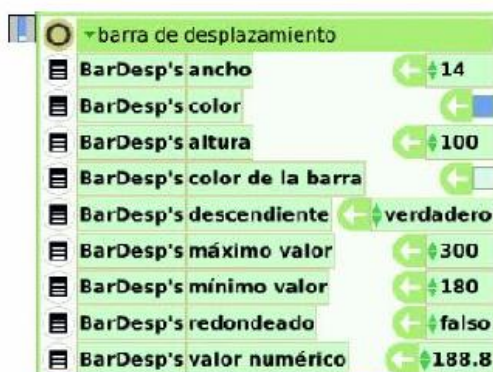 barra de desplazamiento
BarDesp's ancho 14
BarDesp's color
BarDesp's altura 100
BarDesp's color de la barra
BarDesp's descendiente verdadero
BarDesp's máximo valor 300
BarDesp's mínimo valor 180
BarDesp's redondeado falso
BarDesp's valor numérico 188.8